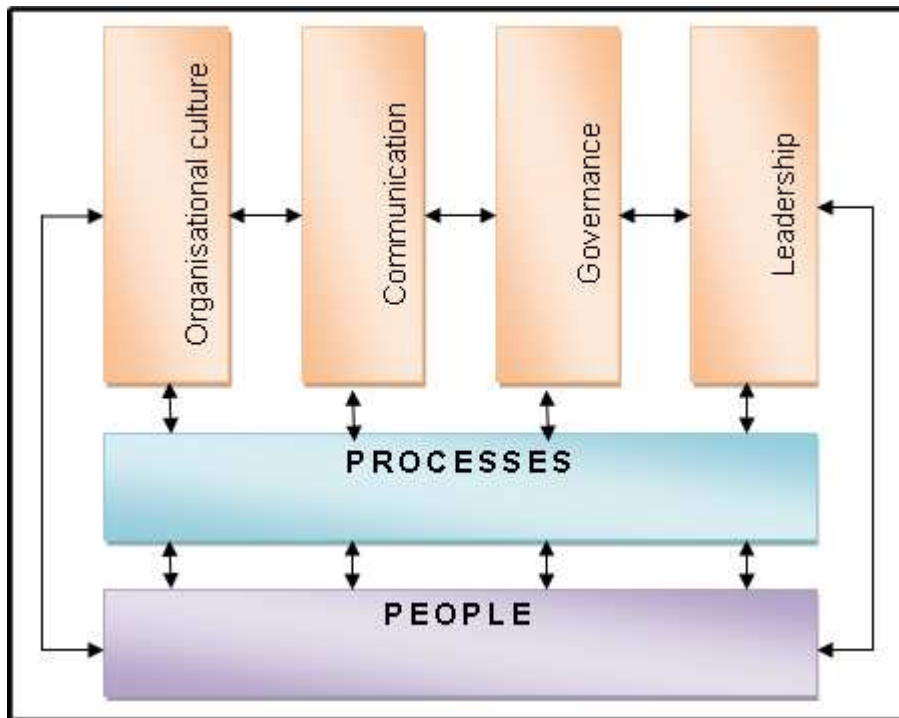 Organisational culture
Communication
Governance
Leadership
PROCESSES
PEOPLE